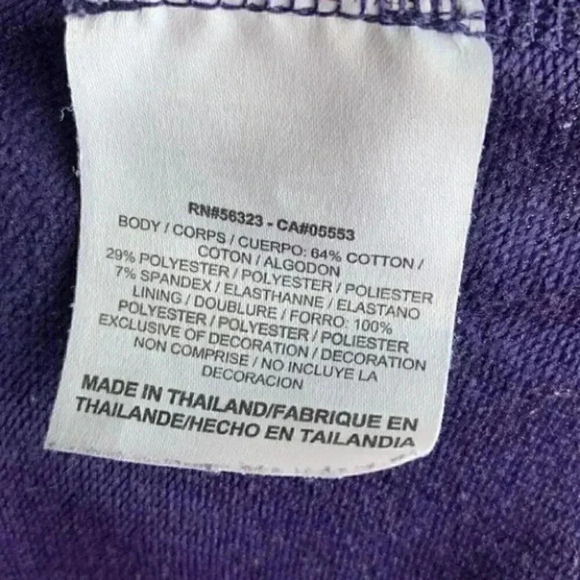 RN#56323 - CA#05553
BODY / CORPS / CUERPO: 64% COTTON /
COTON / ALGODON
29% POLYESTER / POLYESTER / POLIESTER
7% SPANDEX / ELASTHANNE / ELASTANO
LINING / DOUBLURE / FORRO: 100%
POLYESTER / POLYESTER / POLIESTER
EXCLUSIVE OF DECORATION / DECORATION
NON COMPRISE / NO INCLUYE LA
DECORACION
MADE IN THAILAND/FABRIQUE EN
THAILANDE/HECHO EN TAILANDIA